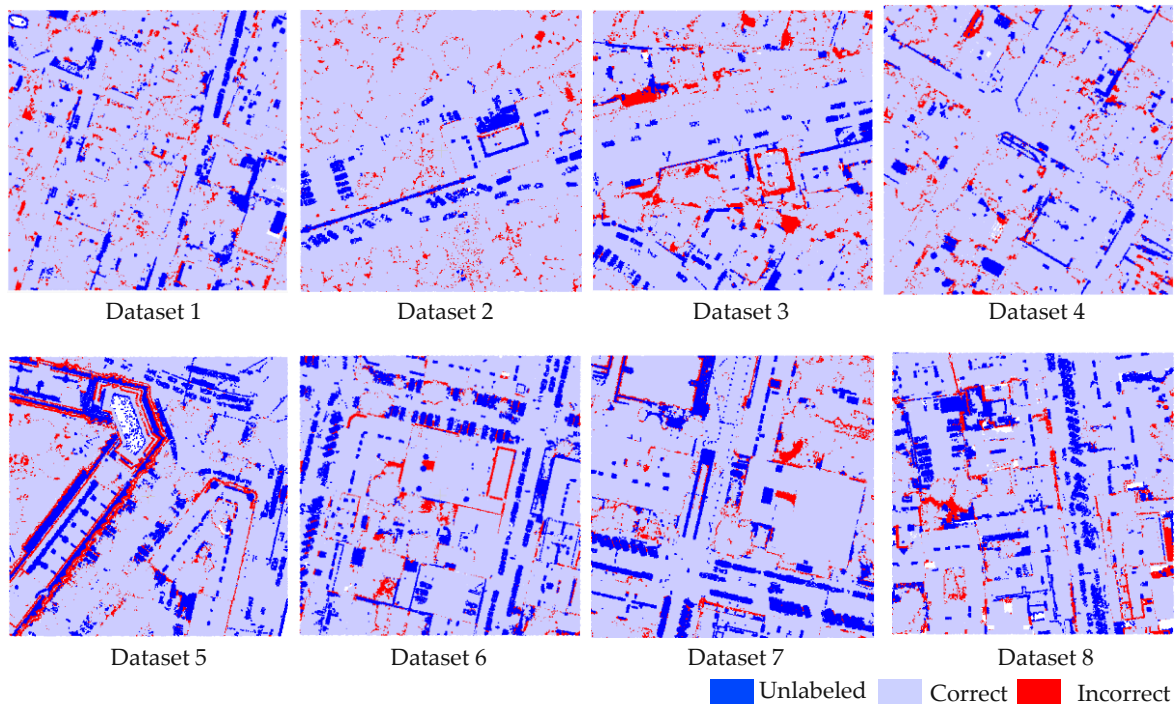 Dataset 1 Dataset 2 Dataset 3 Dataset 4
Dataset 5 Dataset 6 Dataset 7 Dataset 8
Unlabeled Correct Incorrect